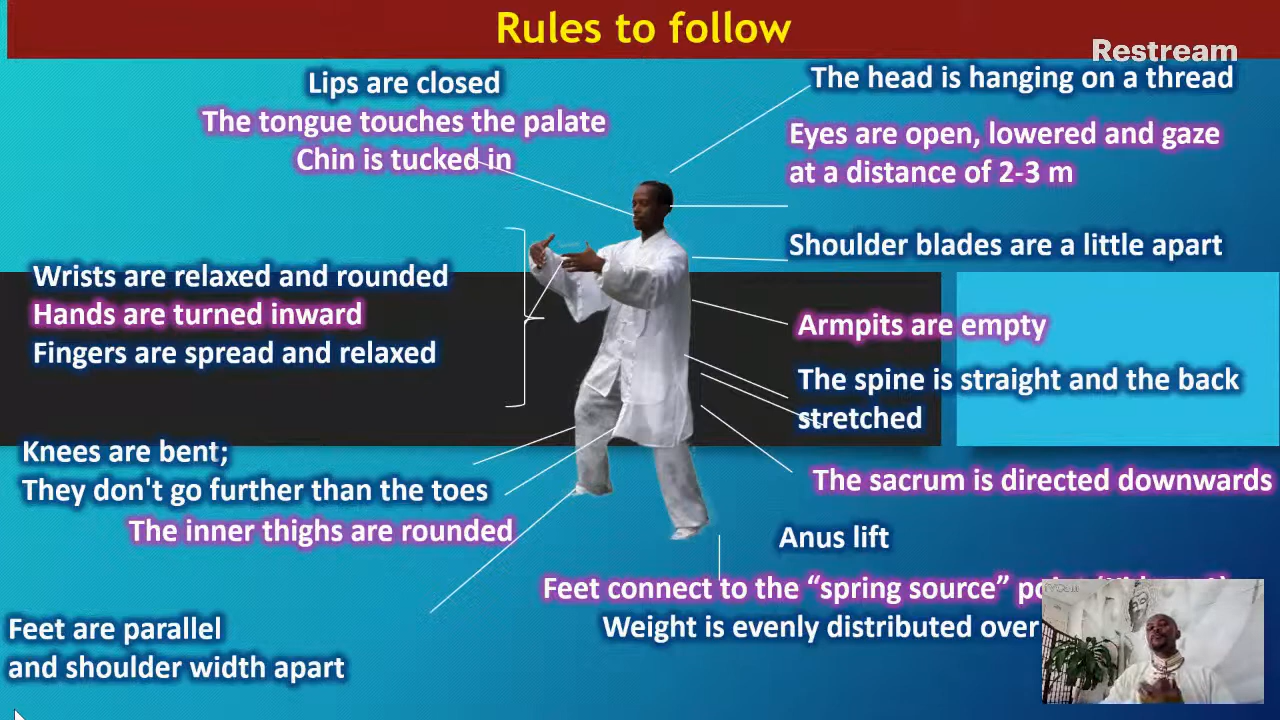 Rules to follow
Restream
Lips are closed
The tongue touches the palate
Chin is tucked in
The head is hanging on a thread
Eyes are open, lowered and gaze
at a distance of 2-3 m
Shoulder blades are a little apart
Wrists are relaxed and rounded
Hands are turned inward
Fingers are spread and relaxed
Armpits are empty
The spine is straight and the back
stretched
Knees are bent;
They don't go further than the toes
The inner thighs are rounded
The sacrum is directed downwards
Anus lift
Feet connect to the “spring source”
Weight is evenly distributed over
Feet are parallel
and shoulder width apart